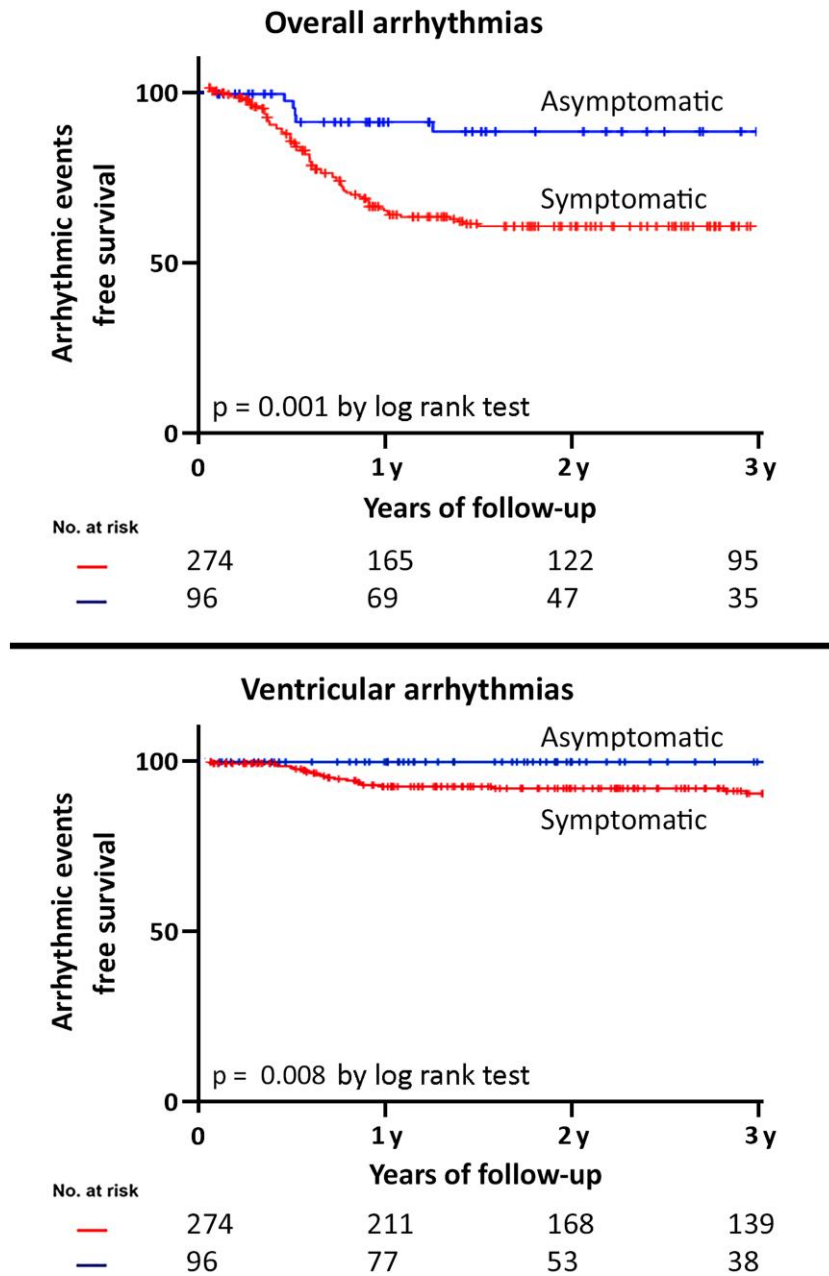 Overall arrhythmias
Arrhythmic events
free survival
100
50
0
Asymptomatic
Symptomatic
p = 0.001 by log rank test
0 1 y 2 y 3 y
Years of follow-up
No. at risk
274 165 122 95
96 69 47 35
Ventricular arrhythmias
Arrhythmic events
free survival
100
50
0
Asymptomatic
Symptomatic
p = 0.008 by log rank test
0 1 y 2 y 3 y
Years of follow-up
No. at risk
274 211 168 139
96 77 53 38